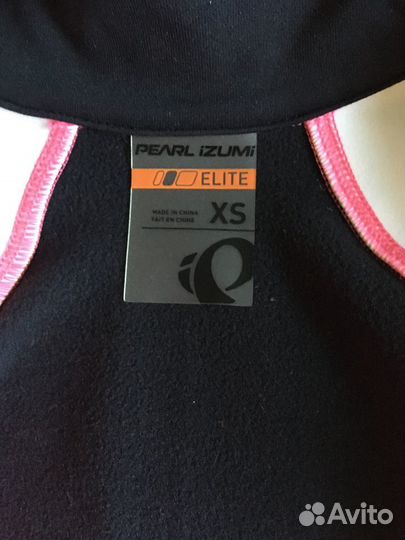 PEARL iZUMi
ELITE
MADE IN CHINA
FAIT EN CHINE
XS
Avito